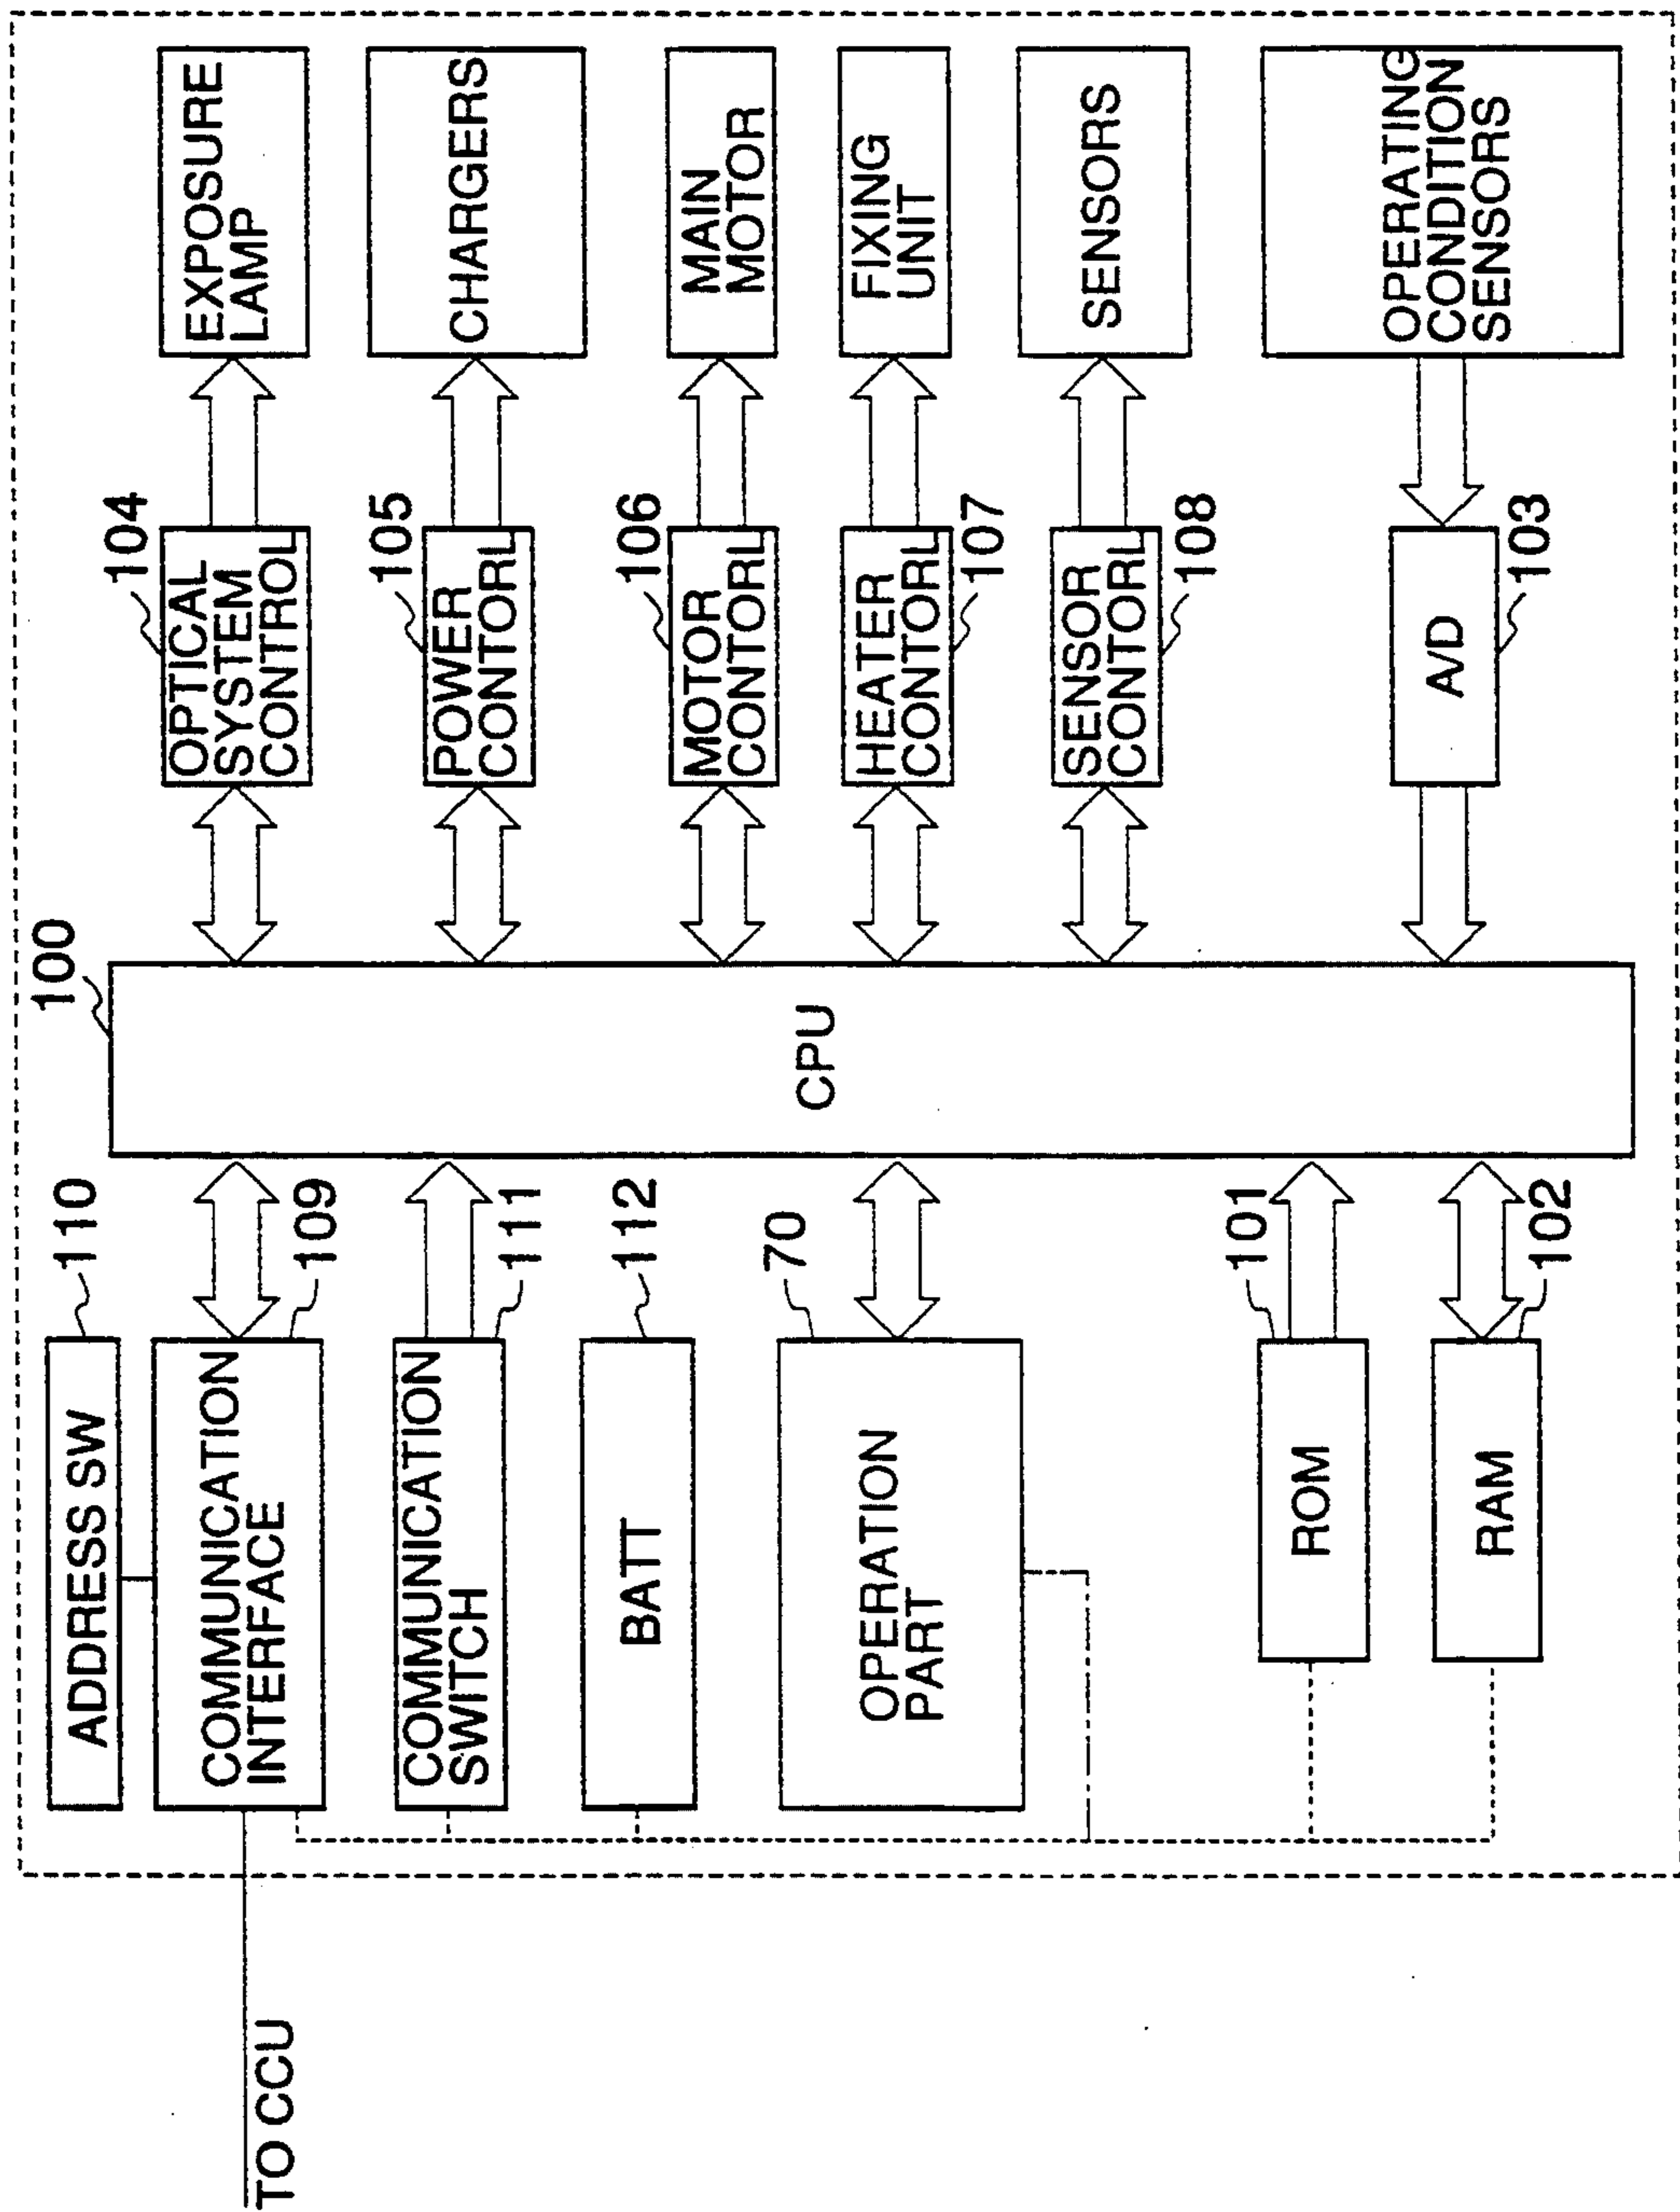 TO CCU
ADDRESS SW
110
COMMUNICATION
INTERFACE
109
COMMUNICATION
SWITCH
111
BATT
112
OPERATION
PART
70
ROM
101
RAM
102
100
CPU
OPTICAL
SYSTEM
CONTROL
104
POWER
CONTORL
105
MOTOR
CONTORL
106
HEATER
CONTORL
107
SENSOR
CONTORL
108
A/D
103
EXPOSURE
LAMP
CHARGERS
MAIN
MOTOR
FIXING
UNIT
SENSORS
OPERATING
CONDITION
SENSORS